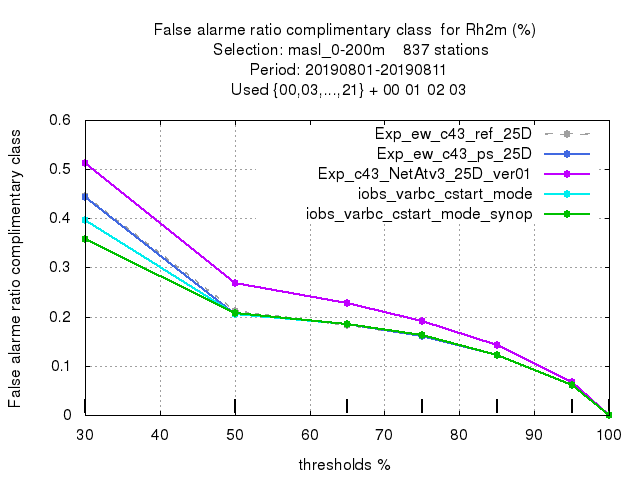 False alarme ratio complimentary class  for Rh2m (%)
Selection: masl_0-200m    837 stations
Period: 20190801-20190811
Used {00,03,...,21} + 00 01 02 03
False alarme ratio complimentary class
0.6
0.5
0.4
0.3
0.2
0.1
0
Exp_ew_c43_ref_25D
Exp_ew_c43_ps_25D
Exp_c43_NetAtv3_25D_ver01
iobs_varbc_cstart_mode
iobs_varbc_cstart_mode_synop
30 40 50 60 70 80 90 100
thresholds %